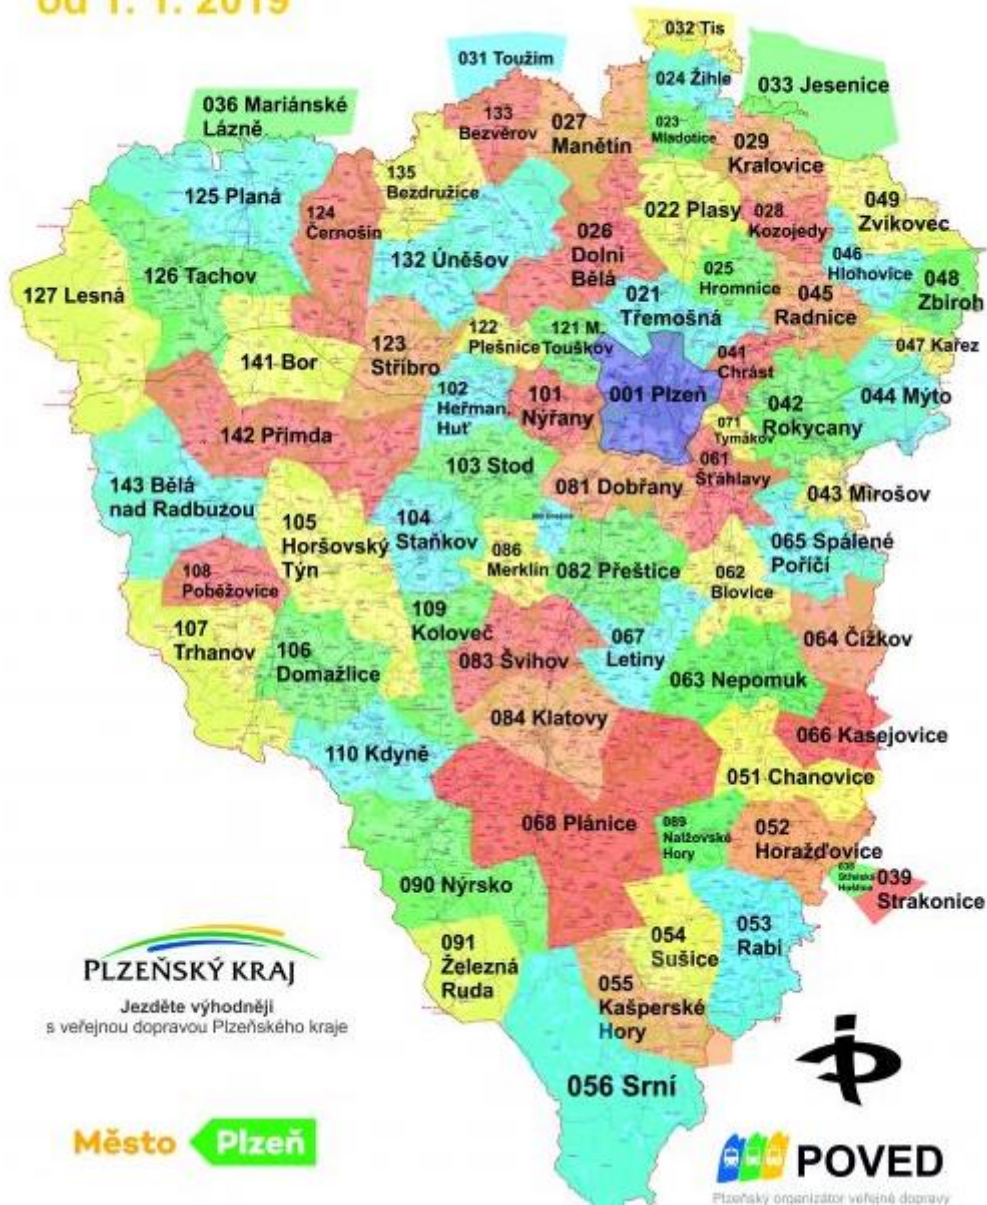 od 1. 1. 2019
032 Tis
031 Toužim
024 Žihle
033 Jesenice
036 Mariánské
Lázně
133
Bezvěrov
027
Manětín
023
Mladotice
029
Kralovice
135
Bezdružice
125 Planá
124
Černošín
022 Plasy
028
Kozojedy
049
Zvíkovec
026
Dolní
Bělá
132 Úněšov
046
Hlohovice
126 Tachov
025
Hromnice
048
Zbiroh
127 Lesná
021
Třemošná
045
Radnice
122
Plešnice
121 M.
Touškov
123
Stříbro
047 Kařez
141 Bor
041
Chrást
102
Heřman.
Huť
101
Nýřany
001 Plzeň
042
Rokycany
044 Mýto
071
Tymákov
142 Přimda
061
Šťáhlavy
103 Stod
081 Dobřany
043 Mirošov
143 Bělá
nad Radbuzou
105
Horšovský
Týn
104
Staňkov
065 Spálené
Poříčí
086
Merklín
082 Přeštice
062
Blovice
108
Poběžovice
109
Koloveč
107
Trhanov
067
Letiny
064 Čížkov
106
Domažlice
083 Švihov
063 Nepomuk
084 Klatovy
066 Kasejovice
110 Kdyně
051 Chanovice
068 Plánice
089
Nalžovské
Hory
052
Horažďovice
039
Strakonice
090 Nýrsko
053
Rabí
054
Sušice
091
Železná
Ruda
055
Kašperské
Hory
PLZEŇSKÝ KRAJ
Jezděte výhodněji
s veřejnou dopravou Plzeňského kraje
056 Srní
Město Plzeň
POVED
Plzeňský organizátor veřejné dopravy